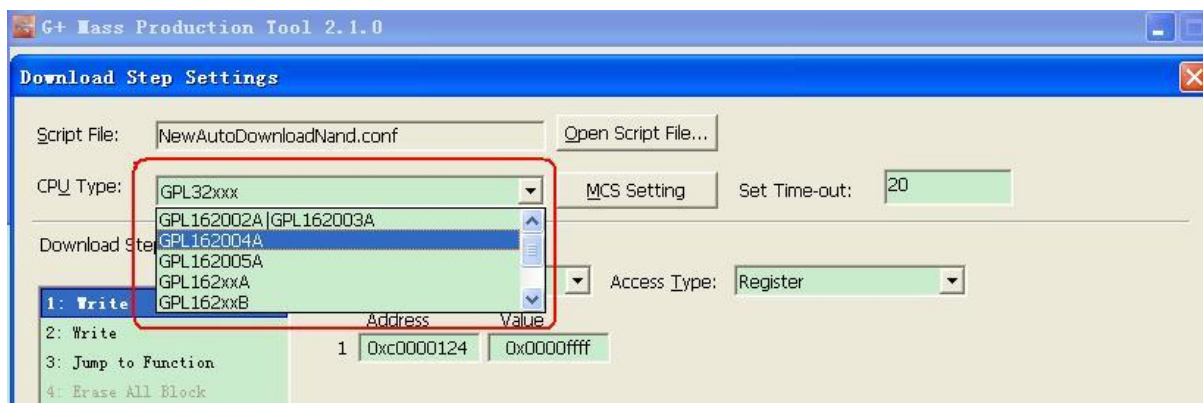 G+ Mass Production Tool 2.1.0
Download Step Settings
Script File: NewAutoDownloadNand.conf Open Script File...
CPU Type: GPL32xxx MCS Setting Set Time-out: 20
GPL162002A|GPL162003A
GPL162004A
GPL162005A
GPL162xxA
GPL162xxB
Download Ste
Access Type: Register
1: Write
2: Write
3: Jump to Function
4: Erase All Block
Address Value
1 0xc0000124 0x0000ffff